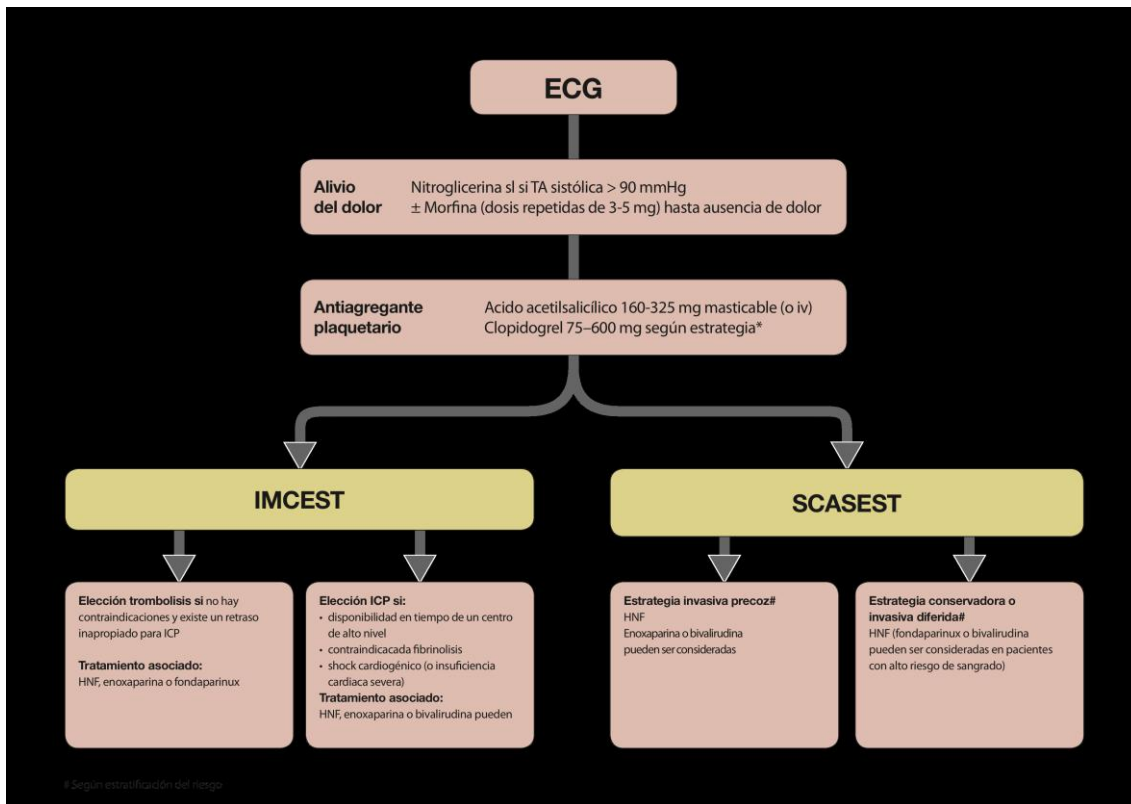 ECG
Alivio
del dolor
Nitroglicerina sl si TA sistólica > 90 mmHg
± Morfina (dosis repetidas de 3-5 mg) hasta ausencia de dolor
Antiagregante
plaquetario
Acido acetilsalicílico 160-325 mg masticable (o iv)
Clopidogrel 75–600 mg según estrategia*
IMCEST
SCASEST
Elección trombolisis si no hay
contraindicaciones y existe un retraso
inapropiado para ICP
Tratamiento asociado:
HNF, enoxaparina o fondaparinux
Elección ICP si:
• disponibilidad en tiempo de un centro
de alto nivel
• contraindicacada fibrinolisis
• shock cardiogénico (o insuficiencia
cardiaca severa)
Tratamiento asociado:
HNF, enoxaparina o bivalirudina pueden
Estrategia invasiva precoz#
HNF
Enoxaparina o bivalirudina
pueden ser consideradas
Estrategia conservadora o
invasiva diferida#
HNF (fondaparinux o bivalirudina
pueden ser consideradas en pacientes
con alto riesgo de sangrado)
# Según estratificación del riesgo